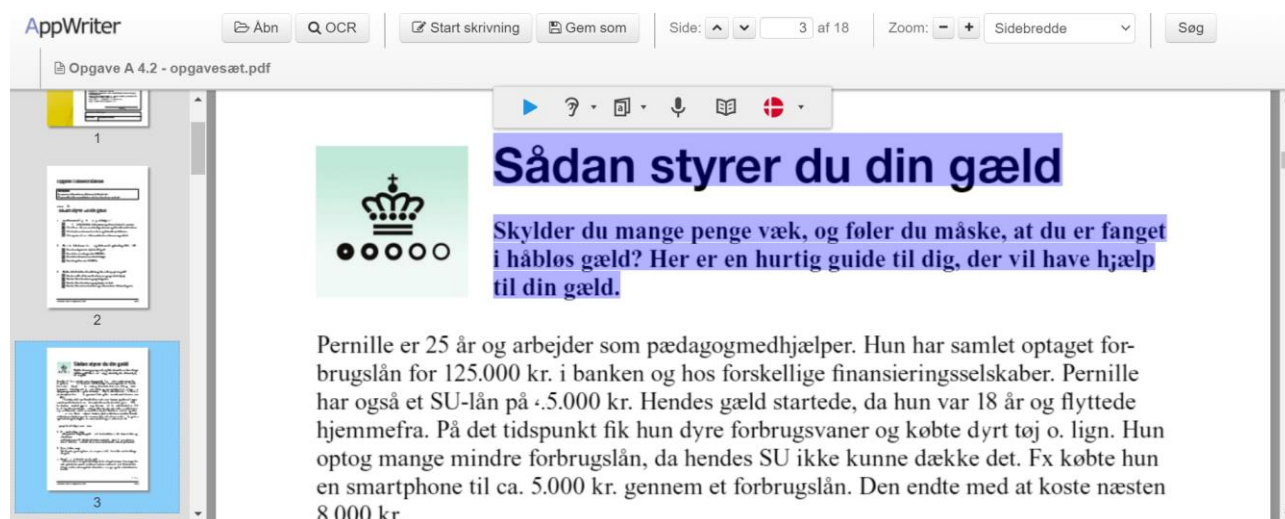 AppWriter
Åbn OCR Start skrivning Gem som Side: 3 af 18 Zoom: Sidebredde Søg
Opgave A 4.2 - opgavesæt.pdf
1
2
3
Sådan styrer du din gæld
Skylder du mange penge væk, og føler du måske, at du er fanget
i håbløs gæld? Her er en hurtig guide til dig, der vil have hjælp
til din gæld.
Pernille er 25 år og arbejder som pædagogmedhjælper. Hun har samlet optaget for-
brugslån for 125.000 kr. i banken og hos forskellige finansieringsselskaber. Pernille
har også et SU-lån på kr. Hendes gæld startede, da hun var 18 år og flyttede
hjemmefra. På det tidspunkt fik hun dyre forbrugsvaner og købte dyrt tøj o. lign. Hun
optog mange mindre forbrugslån, da hendes SU ikke kunne dække det. Fx købte hun
en smartphone til ca. 5.000 kr. gennem et forbrugslån. Den endte med at koste næsten
8.000 kr.